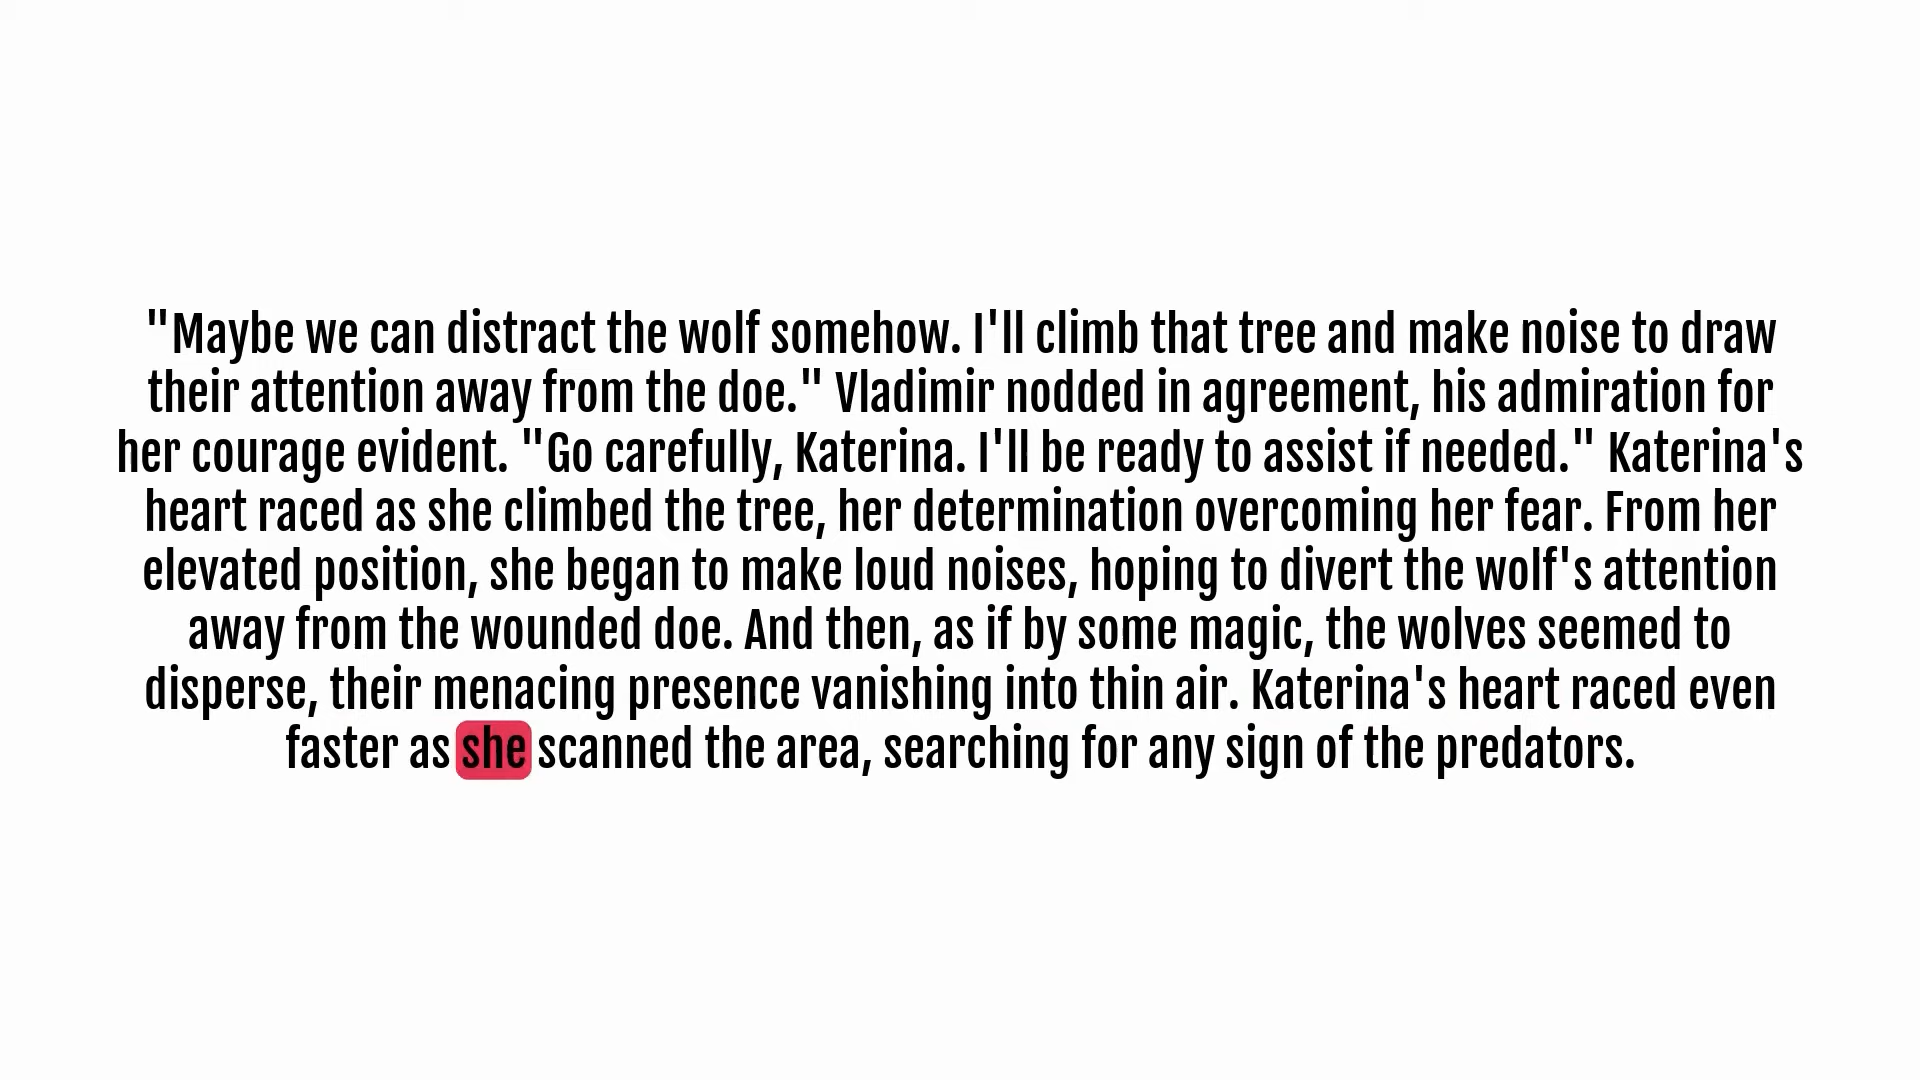 "Maybe we can distract the wolf somehow. I'll climb that tree and make noise to draw
their attention away from the doe." Vladimir nodded in agreement, his admiration for
her courage evident. "Go carefully, Katerina. I'll be ready to assist if needed." Katerina's
heart raced as she climbed the tree, her determination overcoming her fear. From her
elevated position, she began to make loud noises, hoping to divert the wolf's attention
away from the wounded doe. And then, as if by some magic, the wolves seemed to
disperse, their menacing presence vanishing into thin air. Katerina's heart raced even
faster as she scanned the area, searching for any sign of the predators.